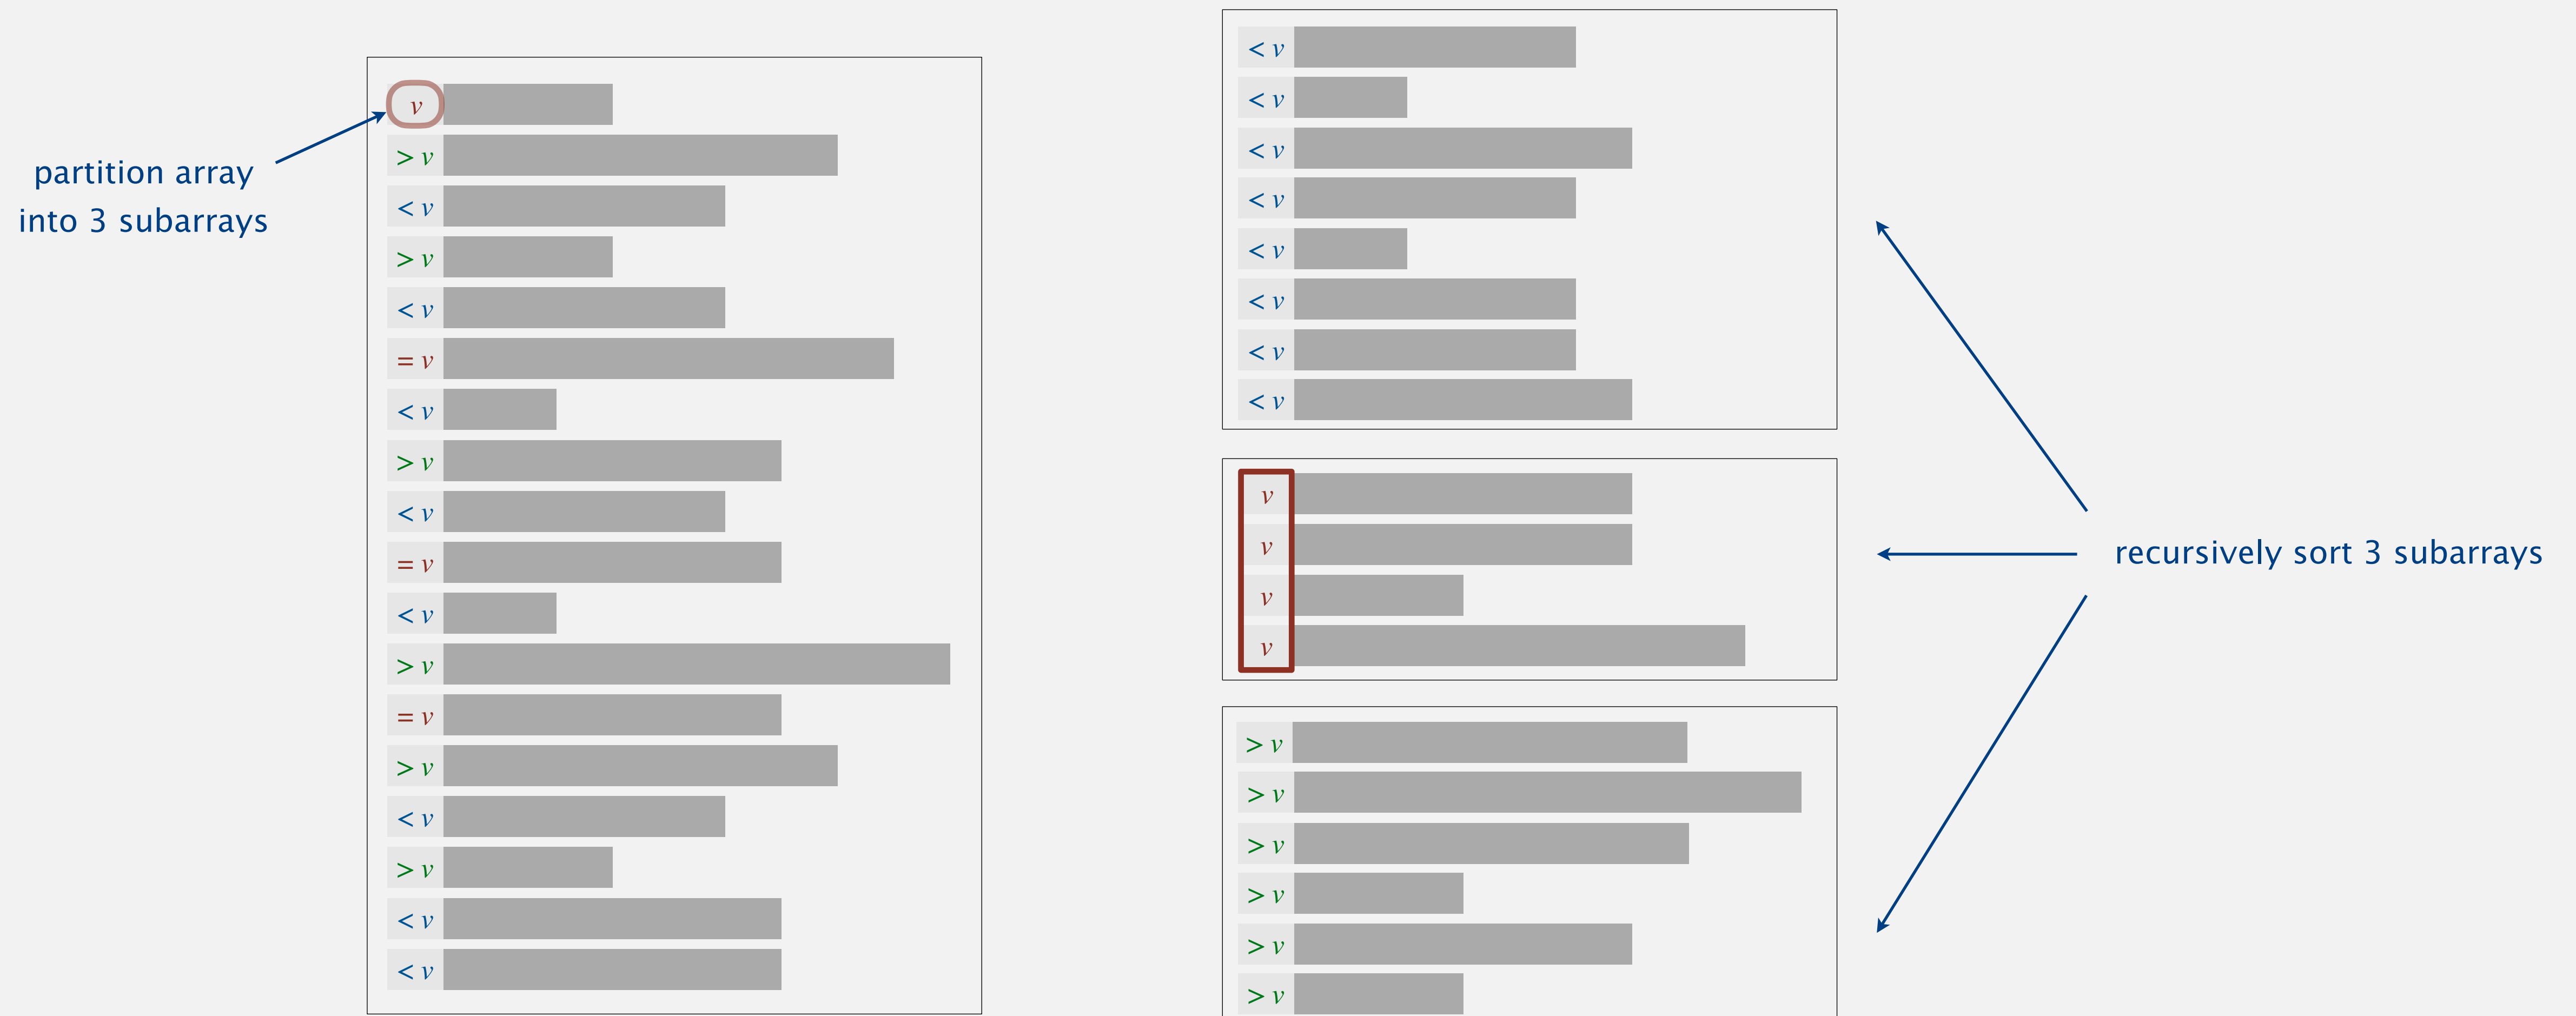 partition array
into 3 subarrays
v
> v
< v
> v
< v
= v
< v
> v
< v
= v
< v
> v
= v
> v
< v
> v
< v
< v
< v
< v
< v
< v
< v
< v
< v
< v
v
v
v
v
> v
> v
> v
> v
> v
> v
recursively sort 3 subarrays